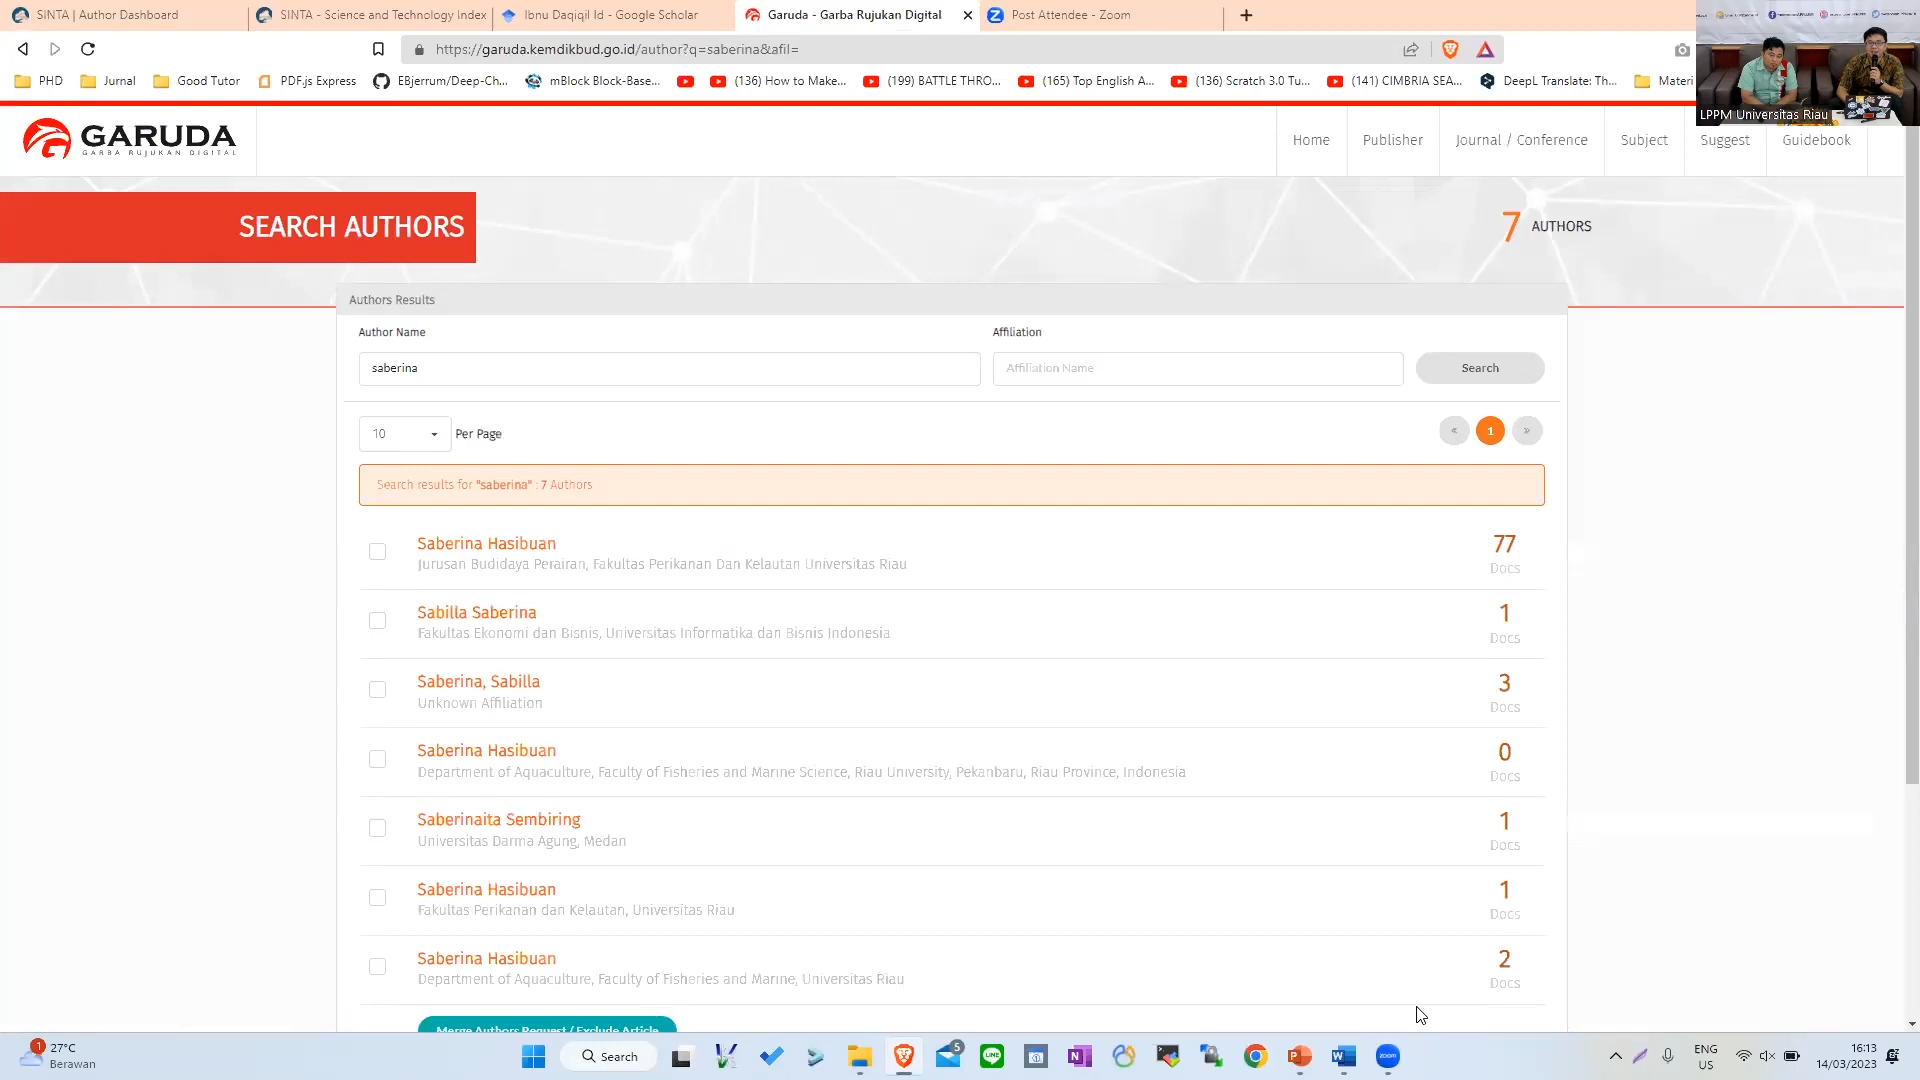 SINTA | Author Dashboard
SINTA - Science and Technology Index
Ibnu Daqiqil Id - Google Scholar
Garuda - Garba Rujukan Digital
Post Attendee - Zoom
https://garuda.kemdikbud.go.id/author?q=saberina&afil=
PHD
Jurnal
Good Tutor
PDF.js Express
EBjerrum/Deep-Ch...
mBlock Block-Base...
(136) How to Make...
(199) BATTLE THRO...
(165) Top English A...
(136) Scratch 3.0 Tu...
(141) CIMBRIA SEA...
DeepL Translate: Th...
Materi
LPPM Universitas Riau
GARUDA
GARBA RUJUKAN DIGITAL
Home
Publisher
Journal / Conference
Subject
Suggest
Guidebook
SEARCH AUTHORS
7 AUTHORS
Authors Results
Author Name
Affiliation
saberina
Affiliation Name
Search
10
Per Page
«
1
»
Search results for "saberina" : 7 Authors
Saberina Hasibuan
Jurusan Budidaya Perairan, Fakultas Perikanan Dan Kelautan Universitas Riau
77
Docs
Sabilla Saberina
Fakultas Ekonomi dan Bisnis, Universitas Informatika dan Bisnis Indonesia
1
Docs
Saberina, Sabilla
Unknown Affiliation
3
Docs
Saberina Hasibuan
Department of Aquaculture, Faculty of Fisheries and Marine Science, Riau University, Pekanbaru, Riau Province, Indonesia
0
Docs
Saberinaita Sembiring
Universitas Darma Agung, Medan
1
Docs
Saberina Hasibuan
Fakultas Perikanan dan Kelautan, Universitas Riau
1
Docs
Saberina Hasibuan
Department of Aquaculture, Faculty of Fisheries and Marine, Universitas Riau
2
Docs
Merge Authors Request / Exclude Article
1
27°C
Berawan
Search
5
LINE
zoom
ENG
US
16:13
14/03/2023